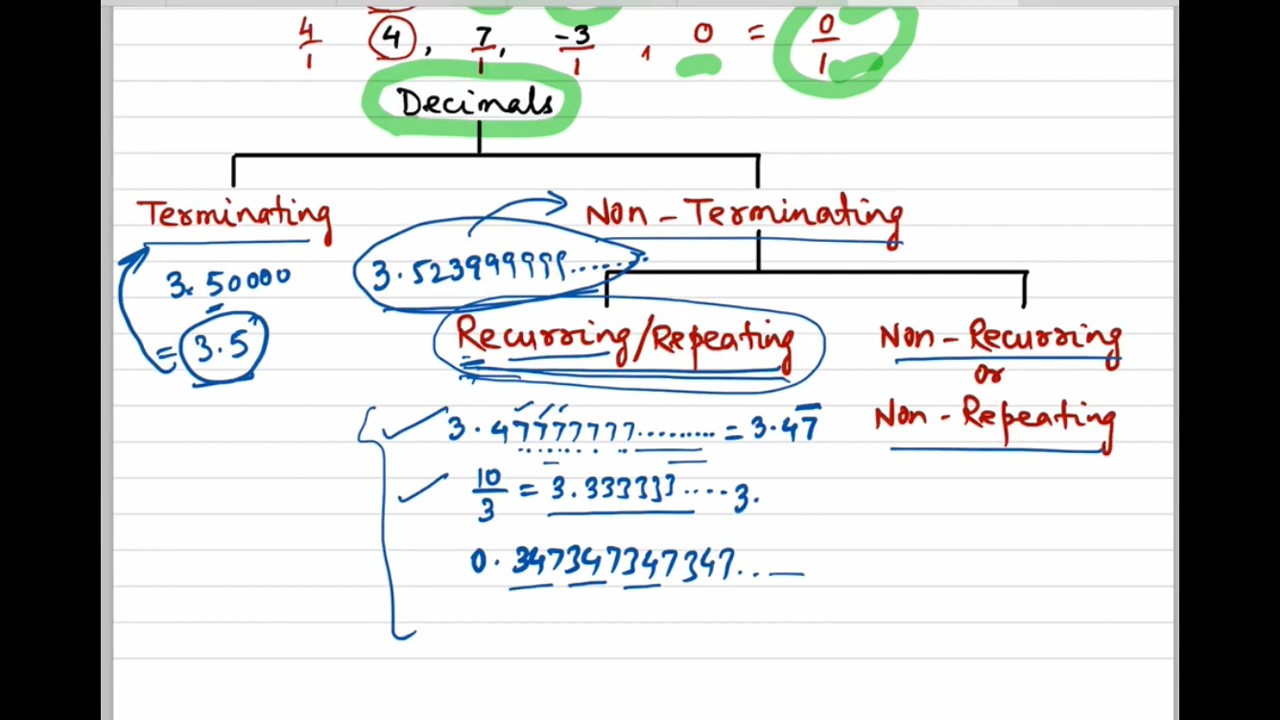 4/1 4, 7/1, -3/1, 0 = 0/1
Decimals
Terminating
Non - Terminating
3.50000
= 3.5
3.523999999......
Recurring/Repeating
Non - Recurring
or
Non - Repeating
3.47777777......... = 3.47̅
10/3 = 3.333333.... 3.
0.347347347347...